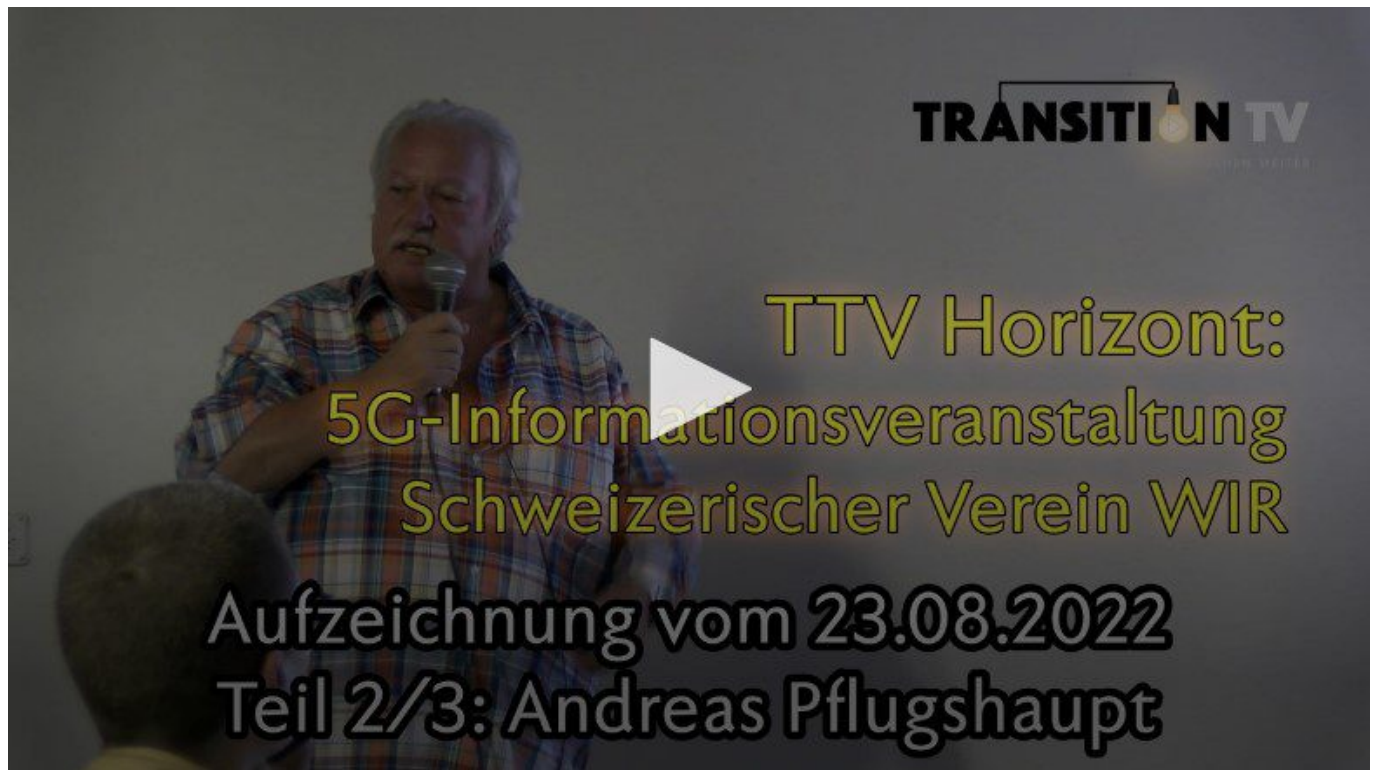 TRANSITION TV
TTV Horizont:
5G-Informationsveranstaltung
Schweizerischer Verein WIR
Aufzeichnung vom 23.08.2022
Teil 2/3: Andreas Pflugshaupt